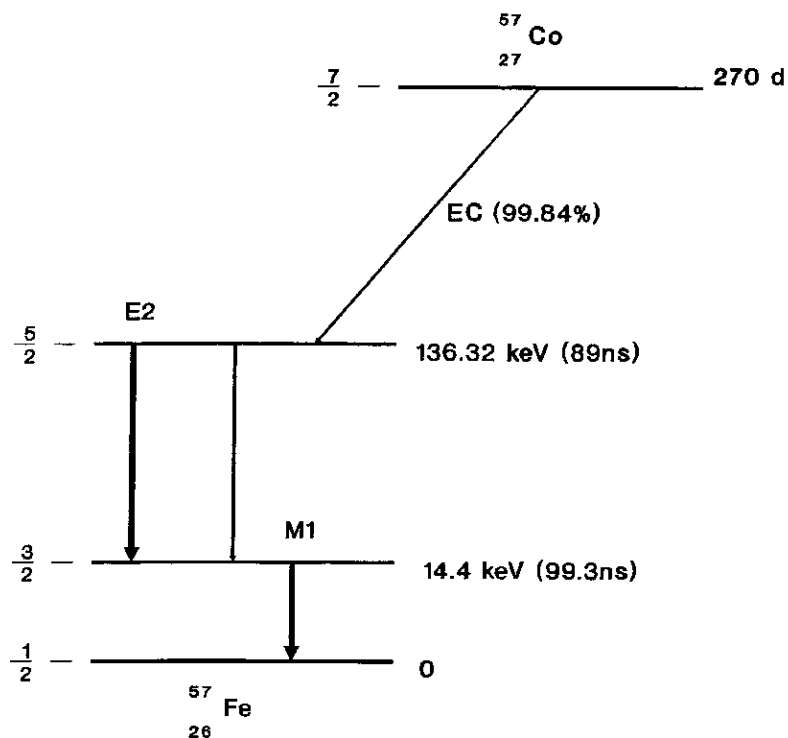 57
27 Co
7/2 –
270 d
EC (99.84%)
E2
5/2 –
136.32 keV (89ns)
M1
3/2 –
14.4 keV (99.3ns)
1/2 –
0
57
26 Fe